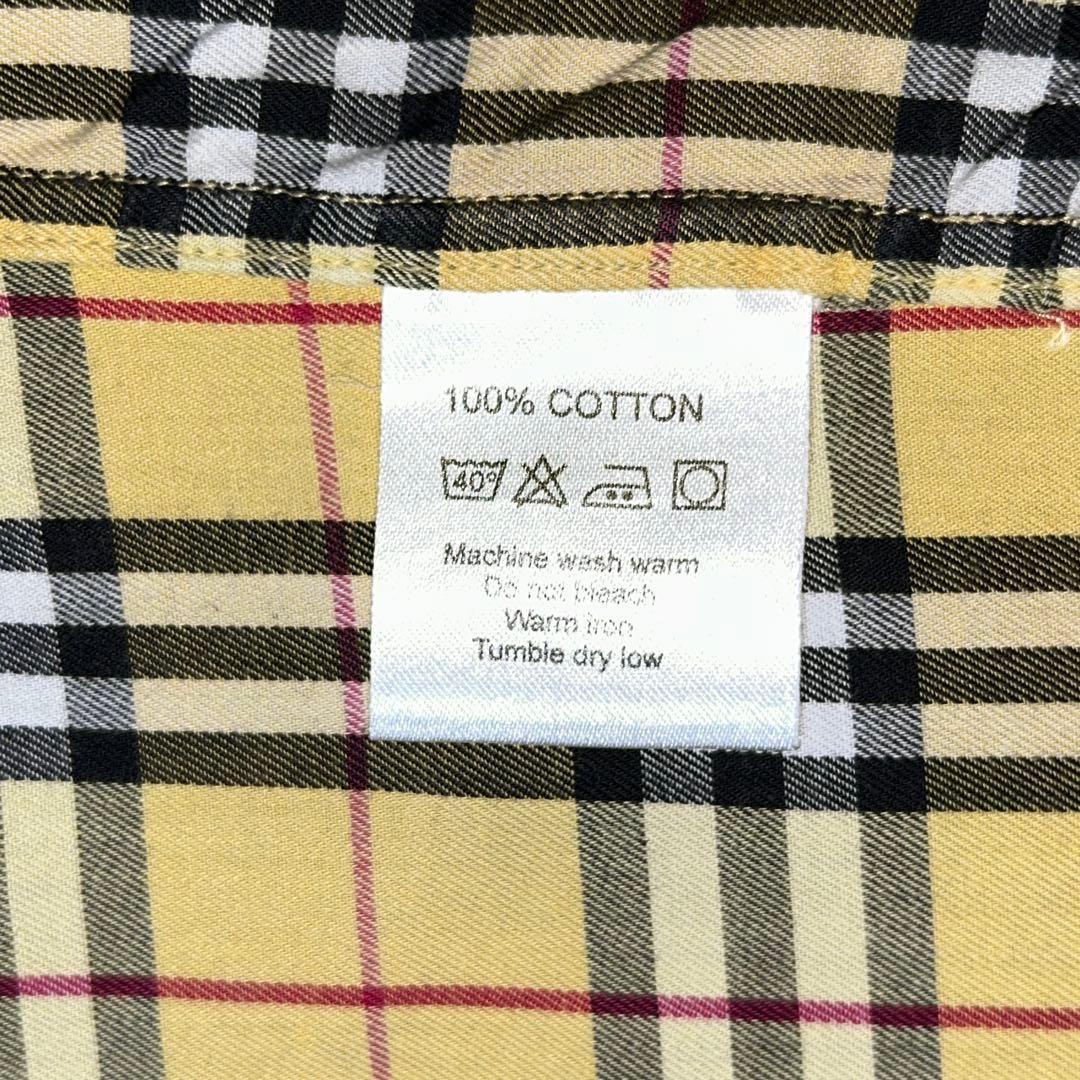 100% COTTON
40°
Machine wash warm
Do not bleach
Warm iron
Tumble dry low